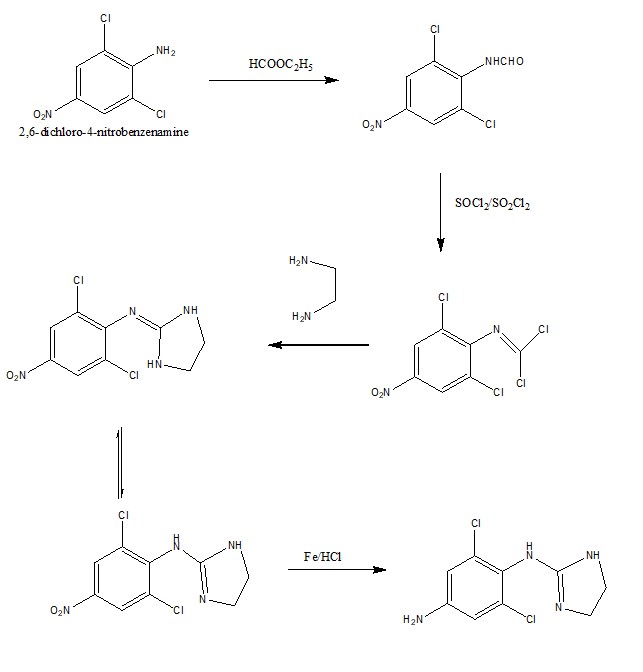 Cl
NH2
O2N
Cl
2,6-dichloro-4-nitrobenzenamine
HCOOC2H5
Cl
NHCHO
O2N
Cl
SOCl2/SO2Cl2
Cl
N
Cl
Cl
O2N
Cl
H2N
H2N
Cl
N
NH
HN
O2N
Cl
Cl
H
N
NH
N
O2N
Cl
Fe/HCl
Cl
H
N
NH
N
H2N
Cl